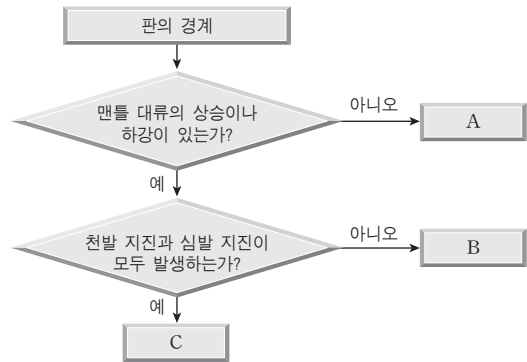 판의 경계
맨틀 대류의 상승이나
하강이 있는가?
아니오
A
예
천발 지진과 심발 지진이
모두 발생하는가?
아니오
B
예
C